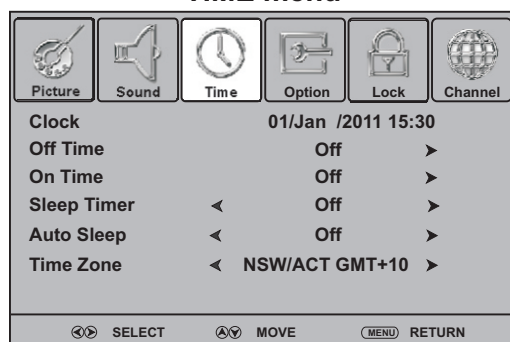 Picture Sound Time Option Lock Channel
Clock 01/Jan /2011 15:30
Off Time Off
On Time Off
Sleep Timer Off
Auto Sleep Off
Time Zone NSW/ACT GMT+10
SELECT MOVE MENU RETURN